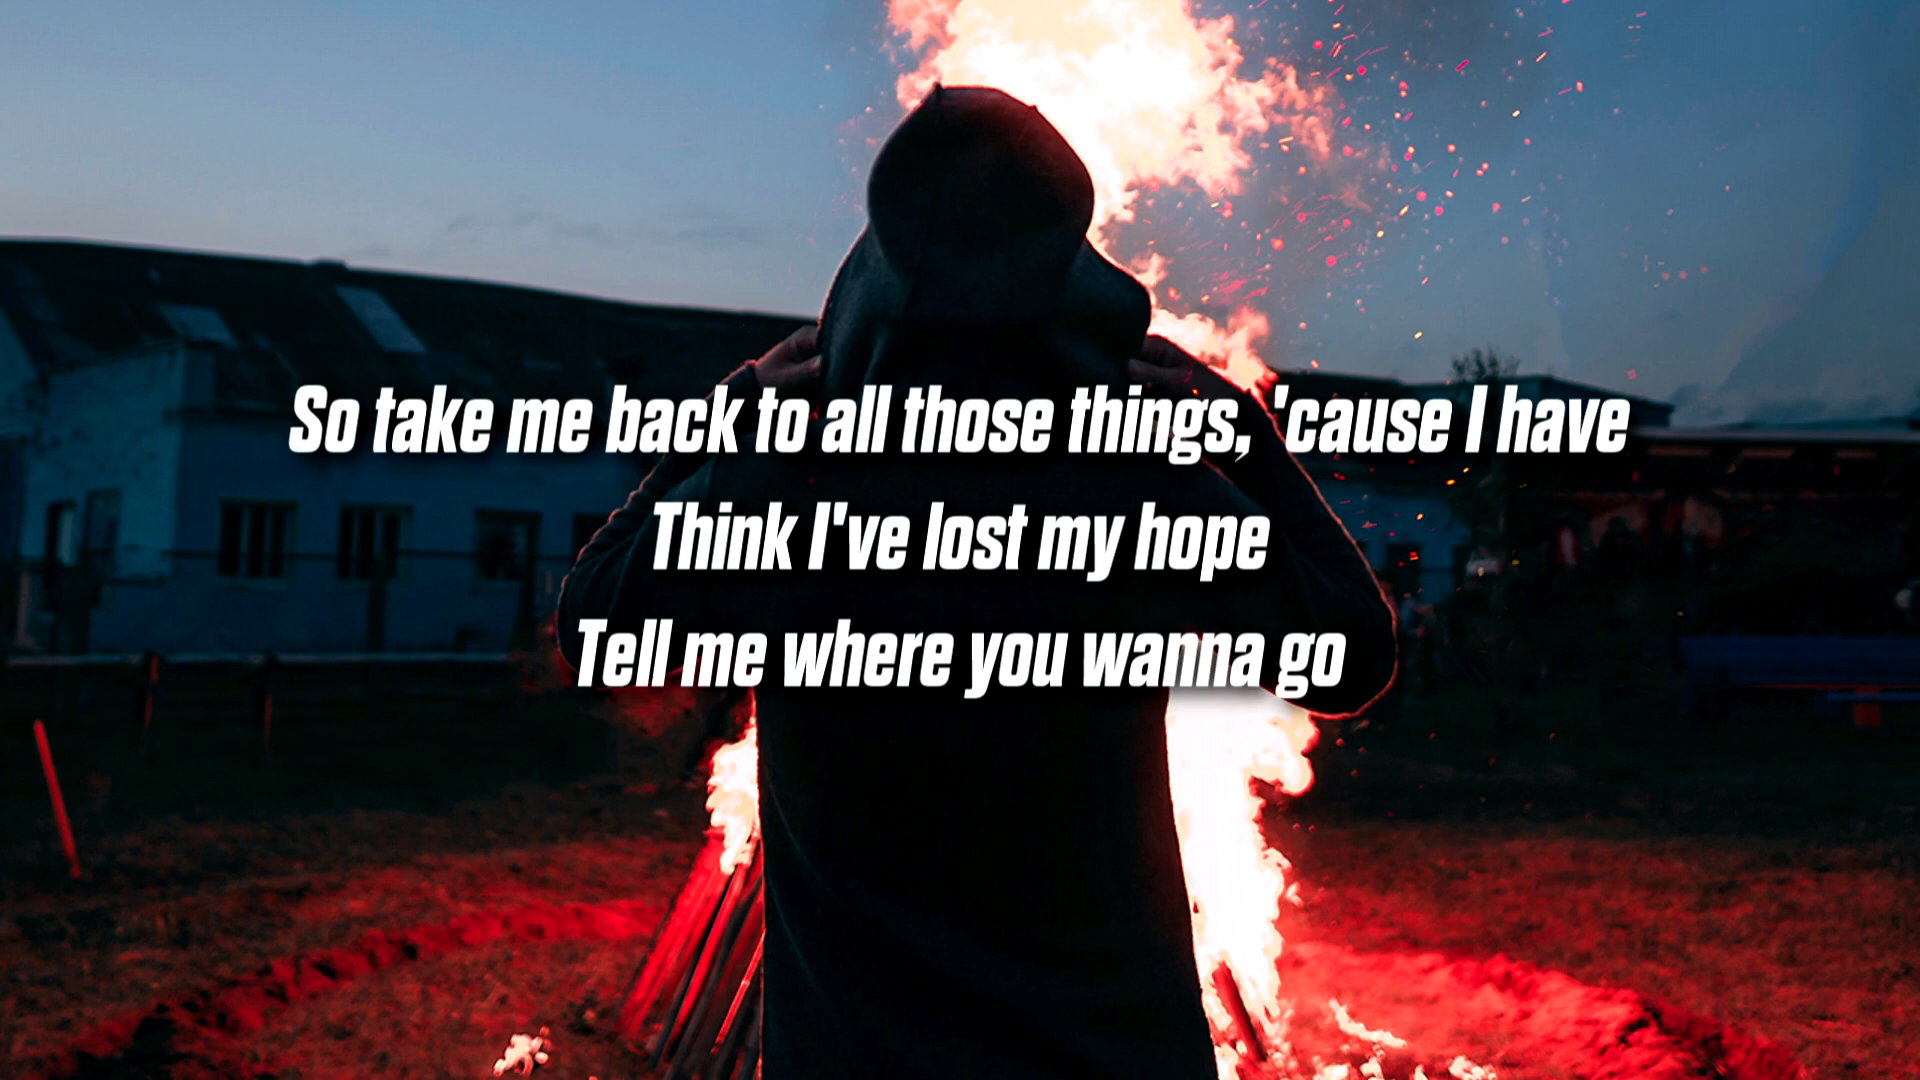 So take me back to all those things, 'cause I have
Think I've lost my hope
Tell me where you wanna go